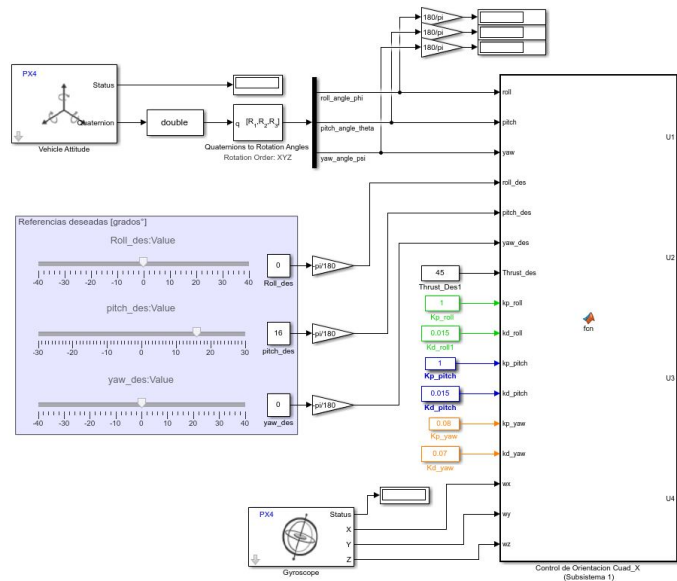 180/pi
180/pi
180/pi
PX4
Status
Quaternion
Vehicle Attitude
double
q [R1,R2,R3]
Quaternions to Rotation Angles
Rotation Order: XYZ
roll_angle_phi
pitch_angle_theta
yaw_angle_psi
Referencias deseadas [grados°]
Roll_des:Value
-40 -30 -20 -10 0 10 20 30 40
0
Roll_des
-pi/180
pitch_des:Value
-30 -20 -10 0 10 20 30
16
pitch_des
-pi/180
yaw_des:Value
-40 -30 -20 -10 0 10 20 30 40
0
yaw_des
-pi/180
45
Thrust_Des1
1
Kp_roll
0.015
Kd_roll1
1
Kp_pitch
0.015
Kd_pitch
0.08
Kp_yaw
0.07
Kd_yaw
PX4
Status
X
Y
Z
Gyroscope
roll
pitch
yaw
roll_des
pitch_des
yaw_des
Thrust_des
kp_roll
kd_roll
kp_pitch
kd_pitch
kp_yaw
kd_yaw
wx
wy
wz
fcn
U1
U2
U3
U4
Control de Orientacion Cuad_X
(Subsistema 1)